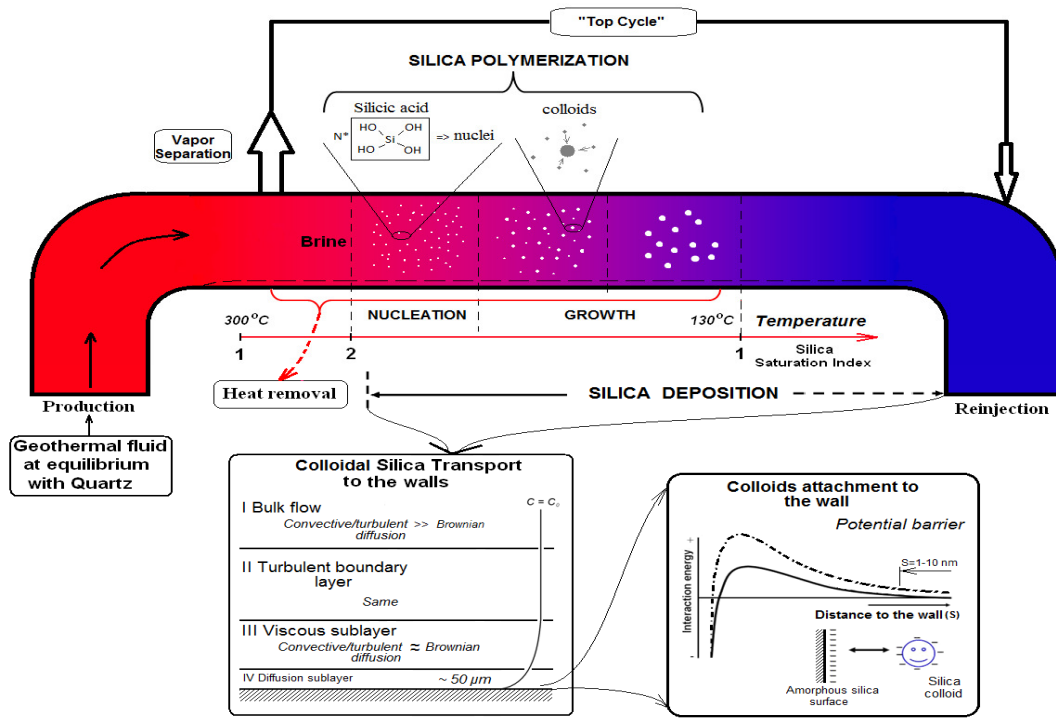 "Top Cycle"
SILICA POLYMERIZATION
Silicic acid
colloids
Vapor
Separation
N*
HO
OH
Si
HO
OH
=> nuclei
Brine
300°C
NUCLEATION
GROWTH
130°C
Temperature
1
2
1
Silica
Saturation Index
Heat removal
SILICA DEPOSITION
Production
Reinjection
Geothermal fluid
at equilibrium
with Quartz
Colloidal Silica Transport
to the walls
I Bulk flow
C = C₀
Convective/turbulent >> Brownian
diffusion
II Turbulent boundary
layer
Same
III Viscous sublayer
Convective/turbulent ≈ Brownian
diffusion
IV Diffusion sublayer
~ 50 µm
Colloids attachment to
the wall
Potential barrier
Interaction energy
+
-
S=1-10 nm
Distance to the wall (S)
Amorphous silica
surface
Silica
colloid